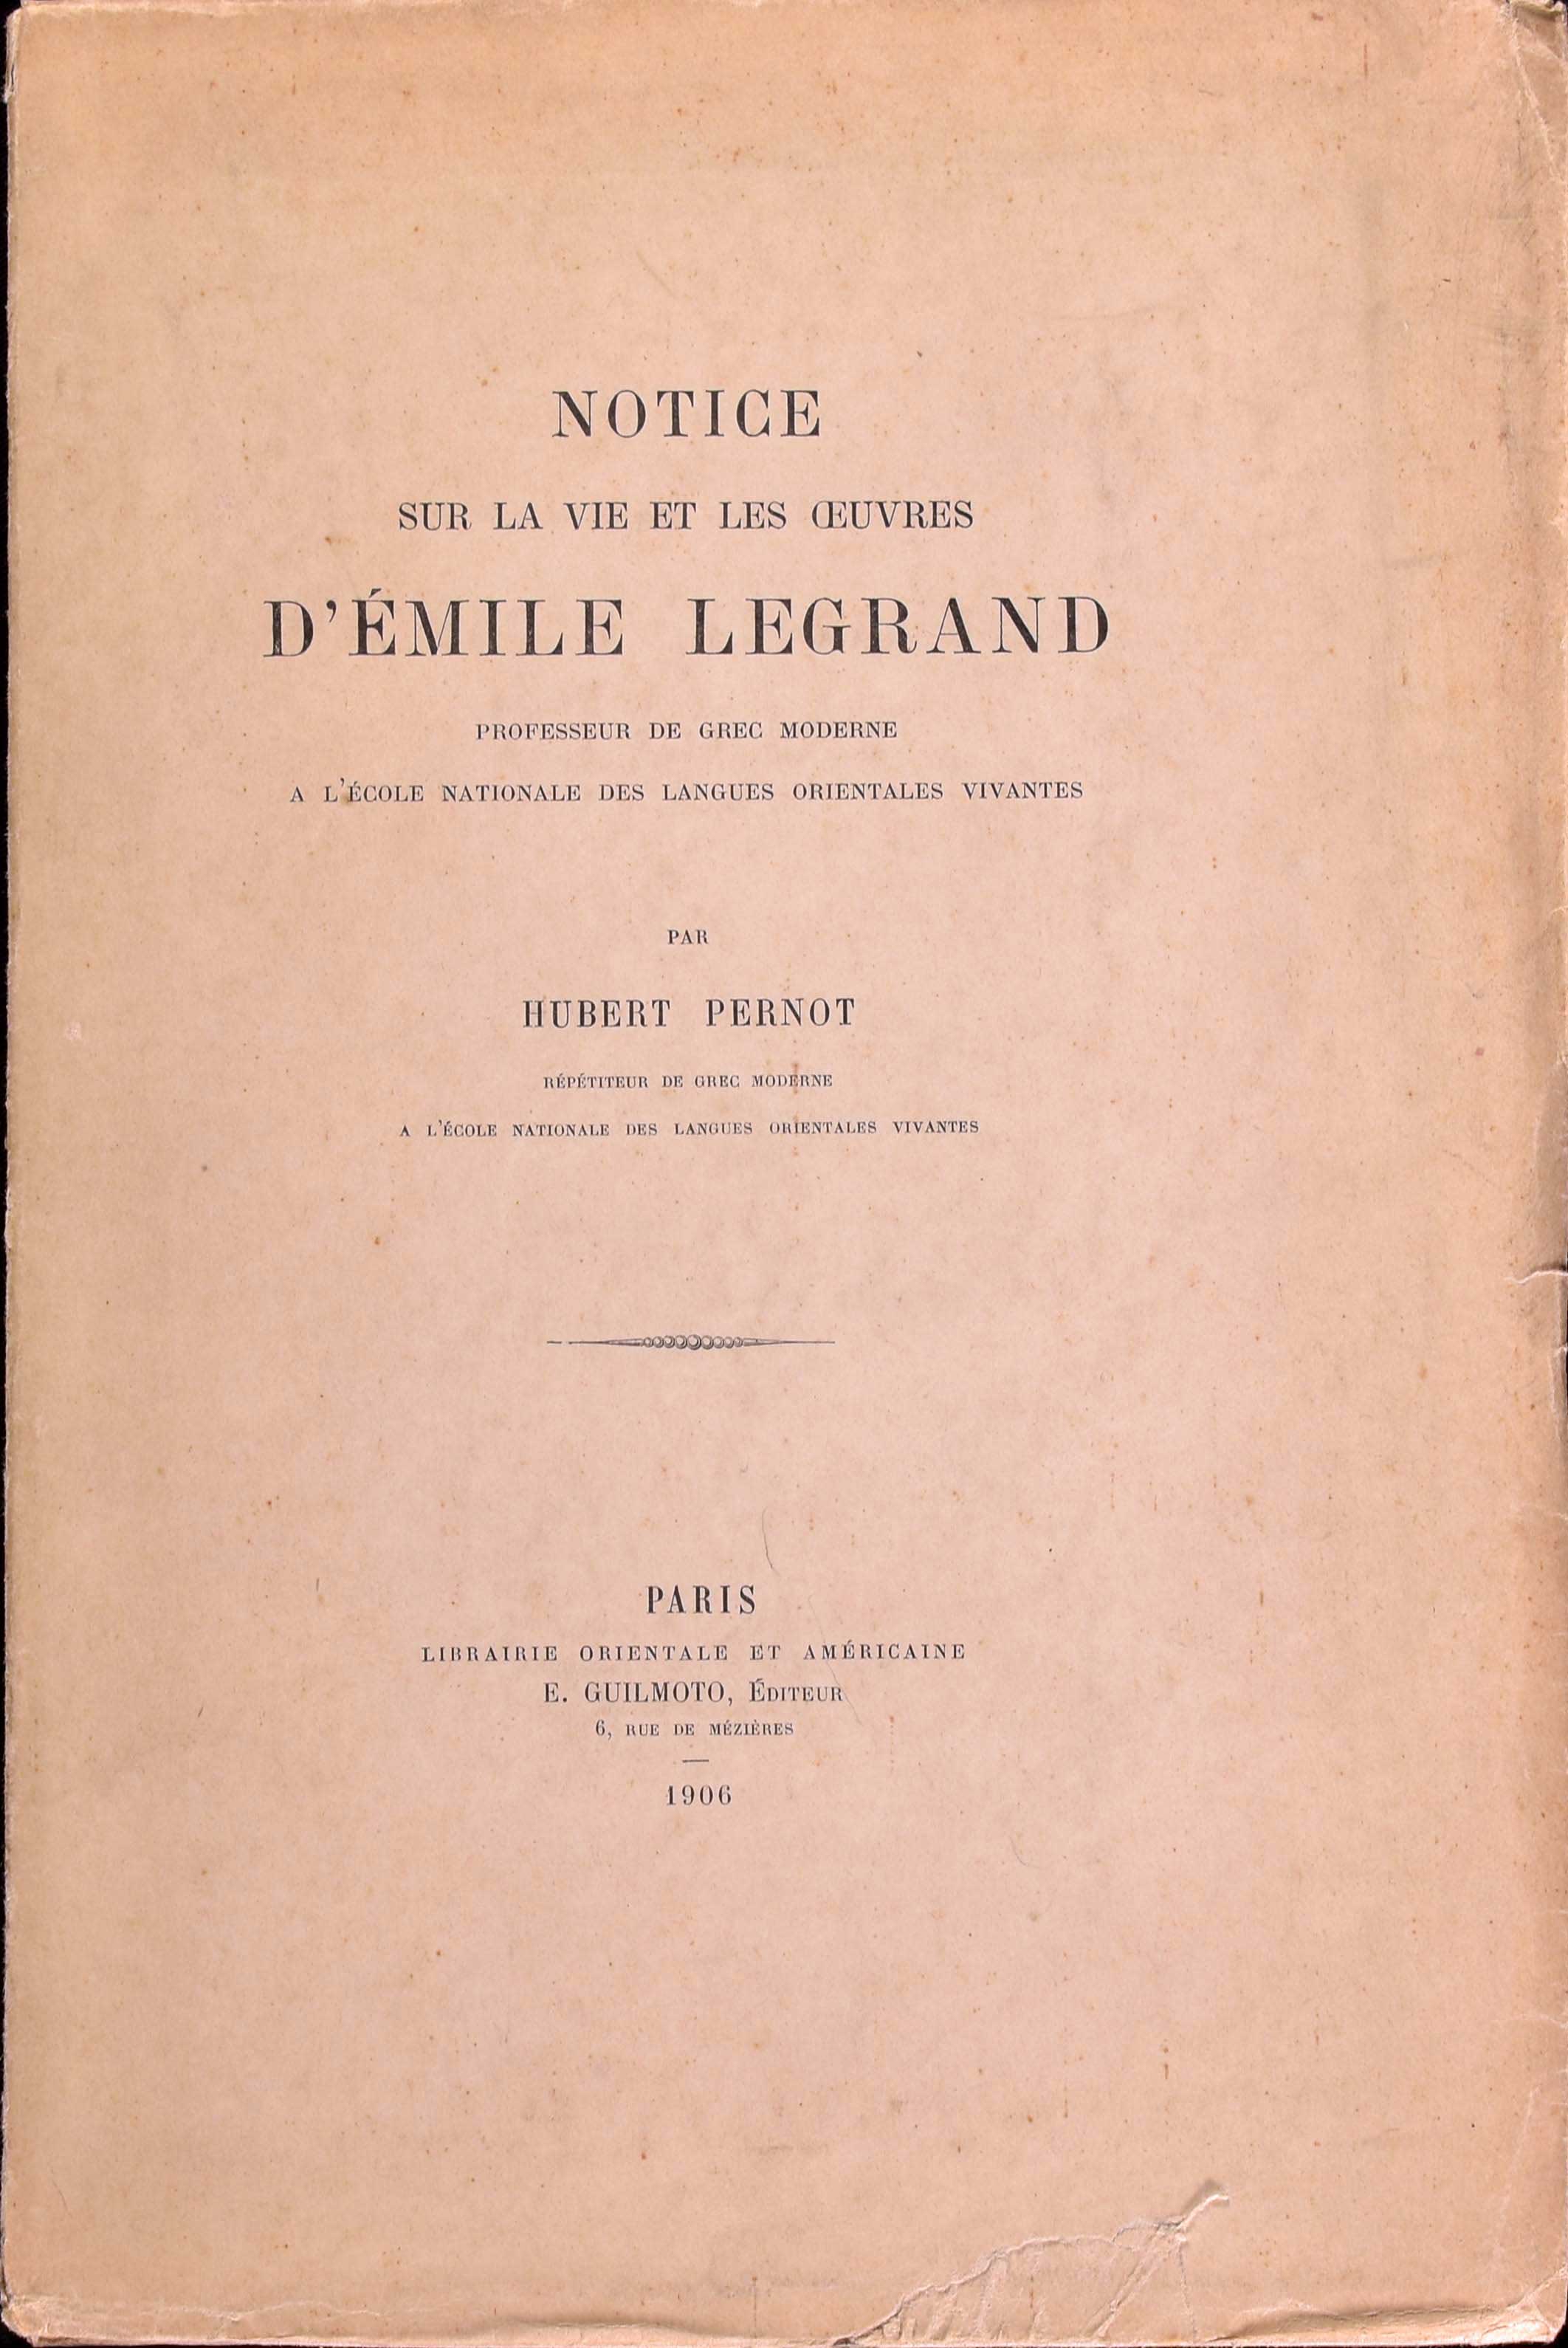 NOTICE
SUR LA VIE ET LES ŒUVRES
D'ÉMILE LEGRAND
PROFESSEUR DE GREC MODERNE
A L'ÉCOLE NATIONALE DES LANGUES ORIENTALES VIVANTES
PAR
HUBERT PERNOT
RÉPÉTITEUR DE GREC MODERNE
A L'ÉCOLE NATIONALE DES LANGUES ORIENTALES VIVANTES
PARIS
LIBRAIRIE ORIENTALE ET AMÉRICAINE
E. GUILMOTO, ÉDITEUR
6, RUE DE MÉZIÈRES
1906